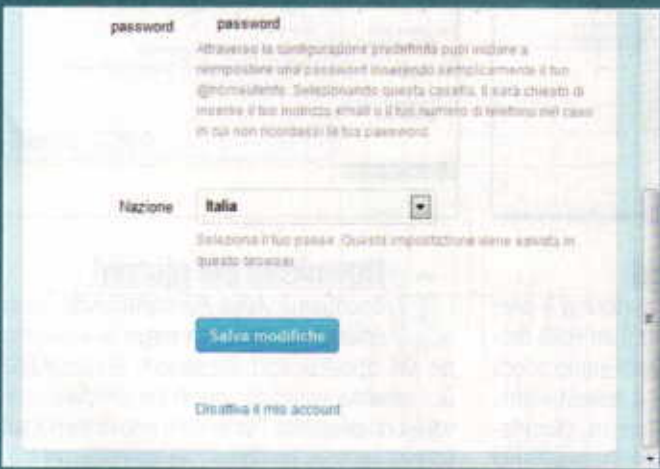 password password
Attraverso la configurazione predefinita puoi iniziare a
reimpostare una password inserendo semplicemente il tuo
@nomeutente. Selezionando questa casella, ti sarà chiesto di
inserire il tuo indirizzo email o il tuo numero di telefono nel caso
in cui non ricordassi la tua password.
Nazione Italia
Seleziona il tuo paese. Questa impostazione viene salvata in
questo browser.
Salva modifiche
Disattiva il mio account